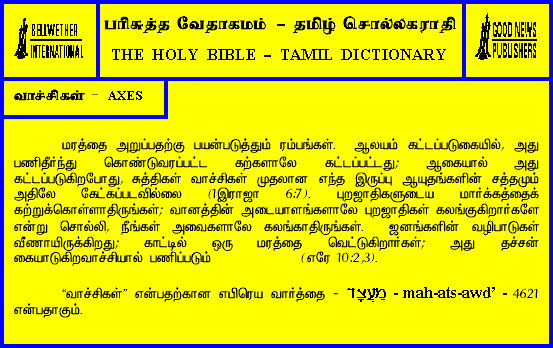 BELLWETHER
INTERNATIONAL
பரிசுத்த வேதாகமம் – தமிழ் சொல்லகராதி
THE HOLY BIBLE – TAMIL DICTIONARY
GOOD NEWS
PUBLISHERS
வாச்சிகள் – AXES
மரத்தை அறுப்பதற்கு பயன்படுத்தும் ரம்பங்கள். ஆலயம் கட்டப்படுகையில், அது
பணிதீர்ந்து கொண்டுவரப்பட்ட கற்களாலே கட்டப்பட்டது; ஆகையால் அது
கட்டப்படுகிறபோது, சுத்திகள் வாச்சிகள் முதலான எந்த இருப்பு ஆயுதங்களின் சத்தமும்
அதிலே கேட்கப்படவில்லை (1இராஜா 6:7). புறஜாதிகளுடைய மார்க்கத்தைக்
கற்றுக்கொள்ளாதிருங்கள்; வானத்தின் அடையாளங்களாலே புறஜாதிகள் கலங்குகிறார்களே
என்று சொல்லி, நீங்கள் அவைகளாலே கலங்காதிருங்கள். ஜனங்களின் வழிபாடுகள்
வீணாயிருக்கிறது; காட்டில் ஒரு மரத்தை வெட்டுகிறார்கள்; அது தச்சன்
கையாடுகிறவாச்சியால் பணிப்படும் (எரே 10:2,3).
“வாச்சிகள்” என்பதற்கான எபிரெய வார்த்தை - מַעֲצָד - mah-ats-awd’ - 4621
என்பதாகும்.